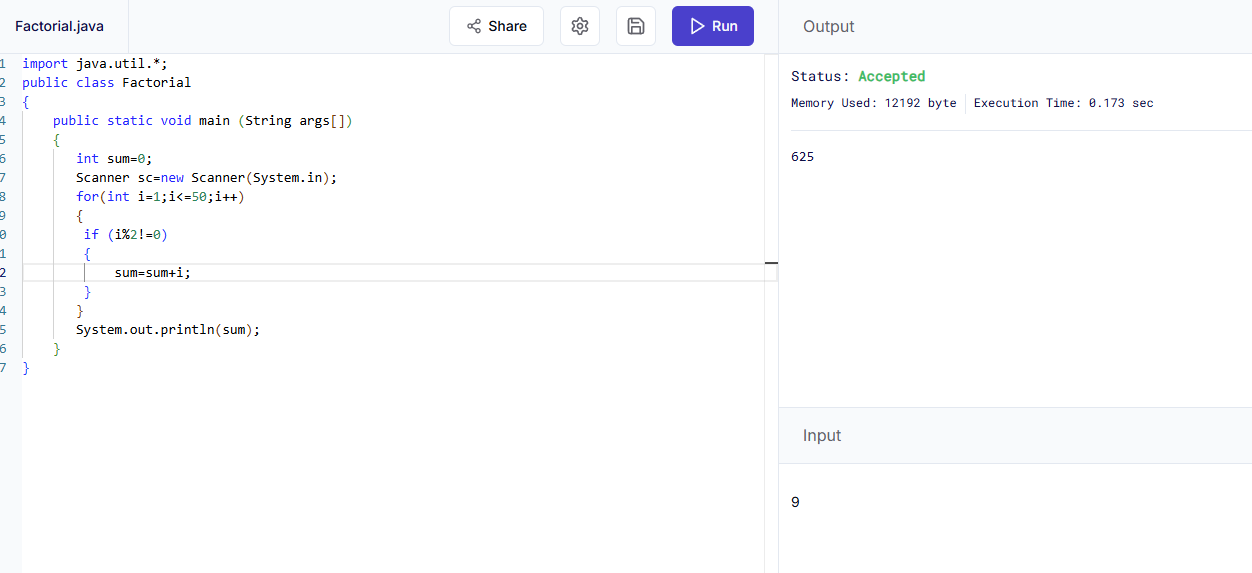 Factorial.java
Share
Run
Output
1 import java.util.*;
2 public class Factorial
3 {
4 public static void main (String args[])
5 {
6 int sum=0;
7 Scanner sc=new Scanner(System.in);
8 for(int i=1;i<=50;i++)
9 {
0 if (i%2!=0)
1 {
2 sum=sum+i;
3 }
4 }
5 System.out.println(sum);
6 }
7 }
Status: Accepted
Memory Used: 12192 byte Execution Time: 0.173 sec
625
Input
9